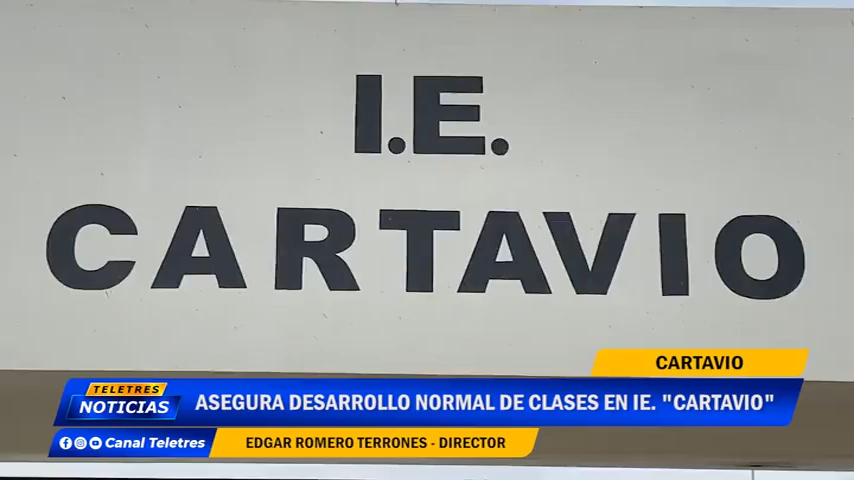 I.E.
CARTAVIO
CARTAVIO
TELETRES
NOTICIAS
ASEGURA DESARROLLO NORMAL DE CLASES EN IE. "CARTAVIO"
Canal Teletres
EDGAR ROMERO TERRONES - DIRECTOR